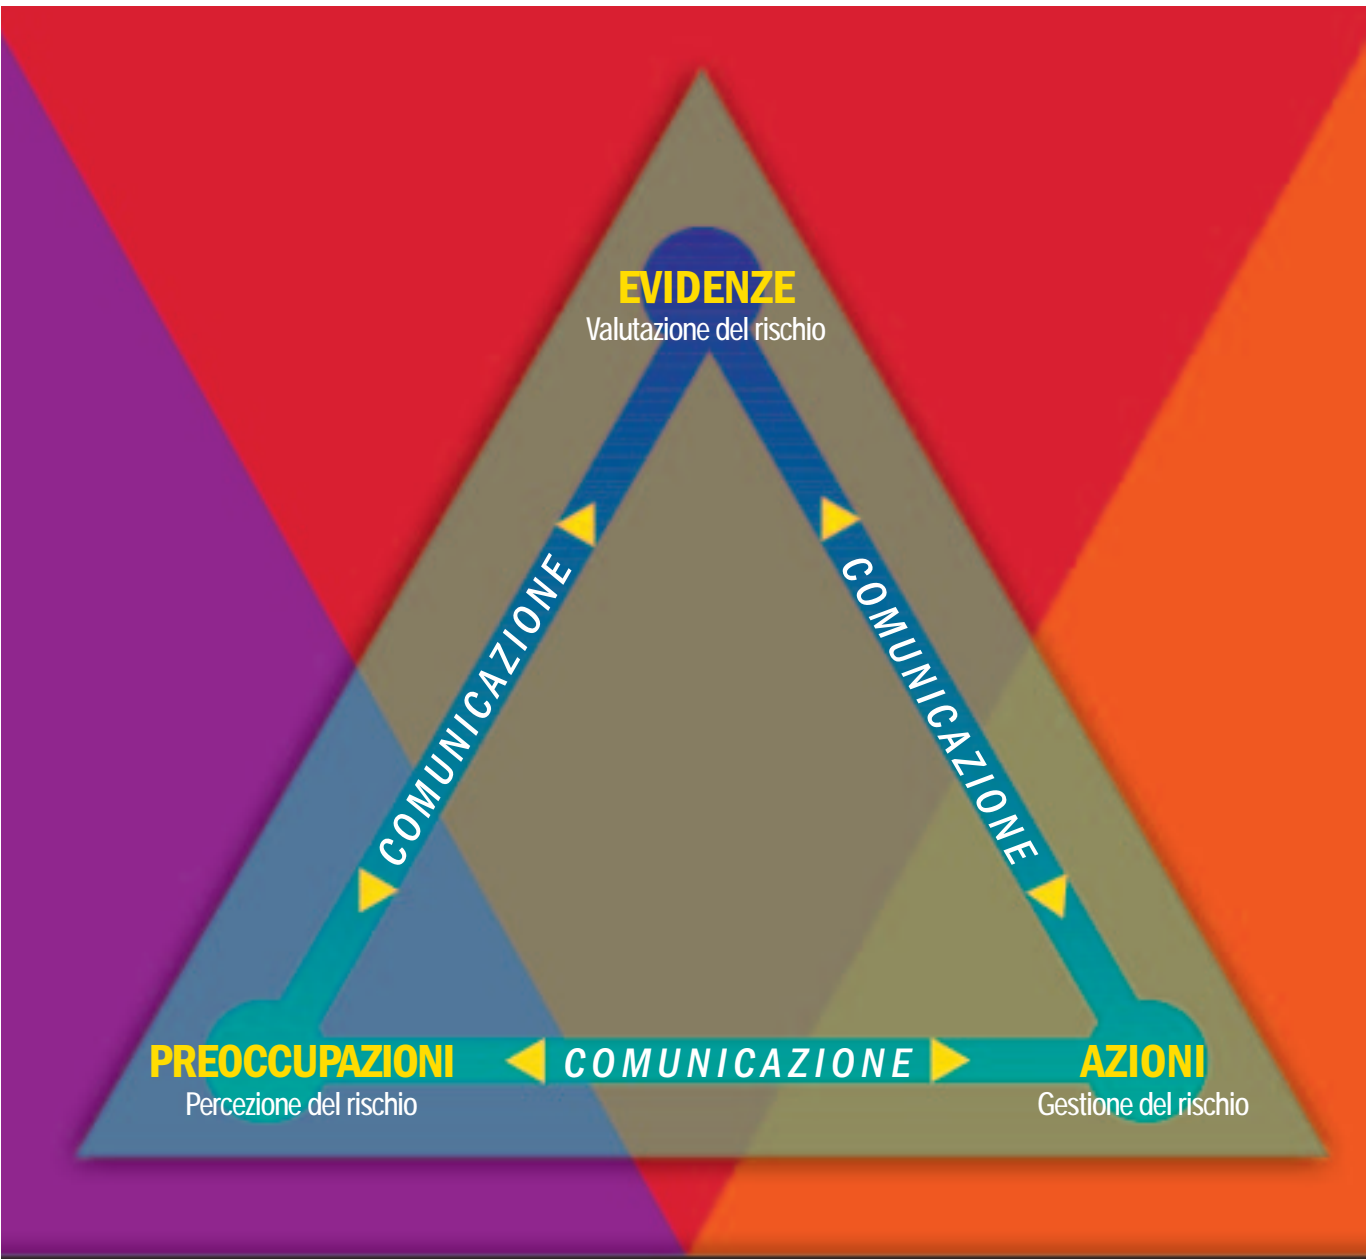 EVIDENZE
Valutazione del rischio
COMUNICAZIONE
COMUNICAZIONE
PREOCCUPAZIONI
Percezione del rischio
COMUNICAZIONE
AZIONI
Gestione del rischio